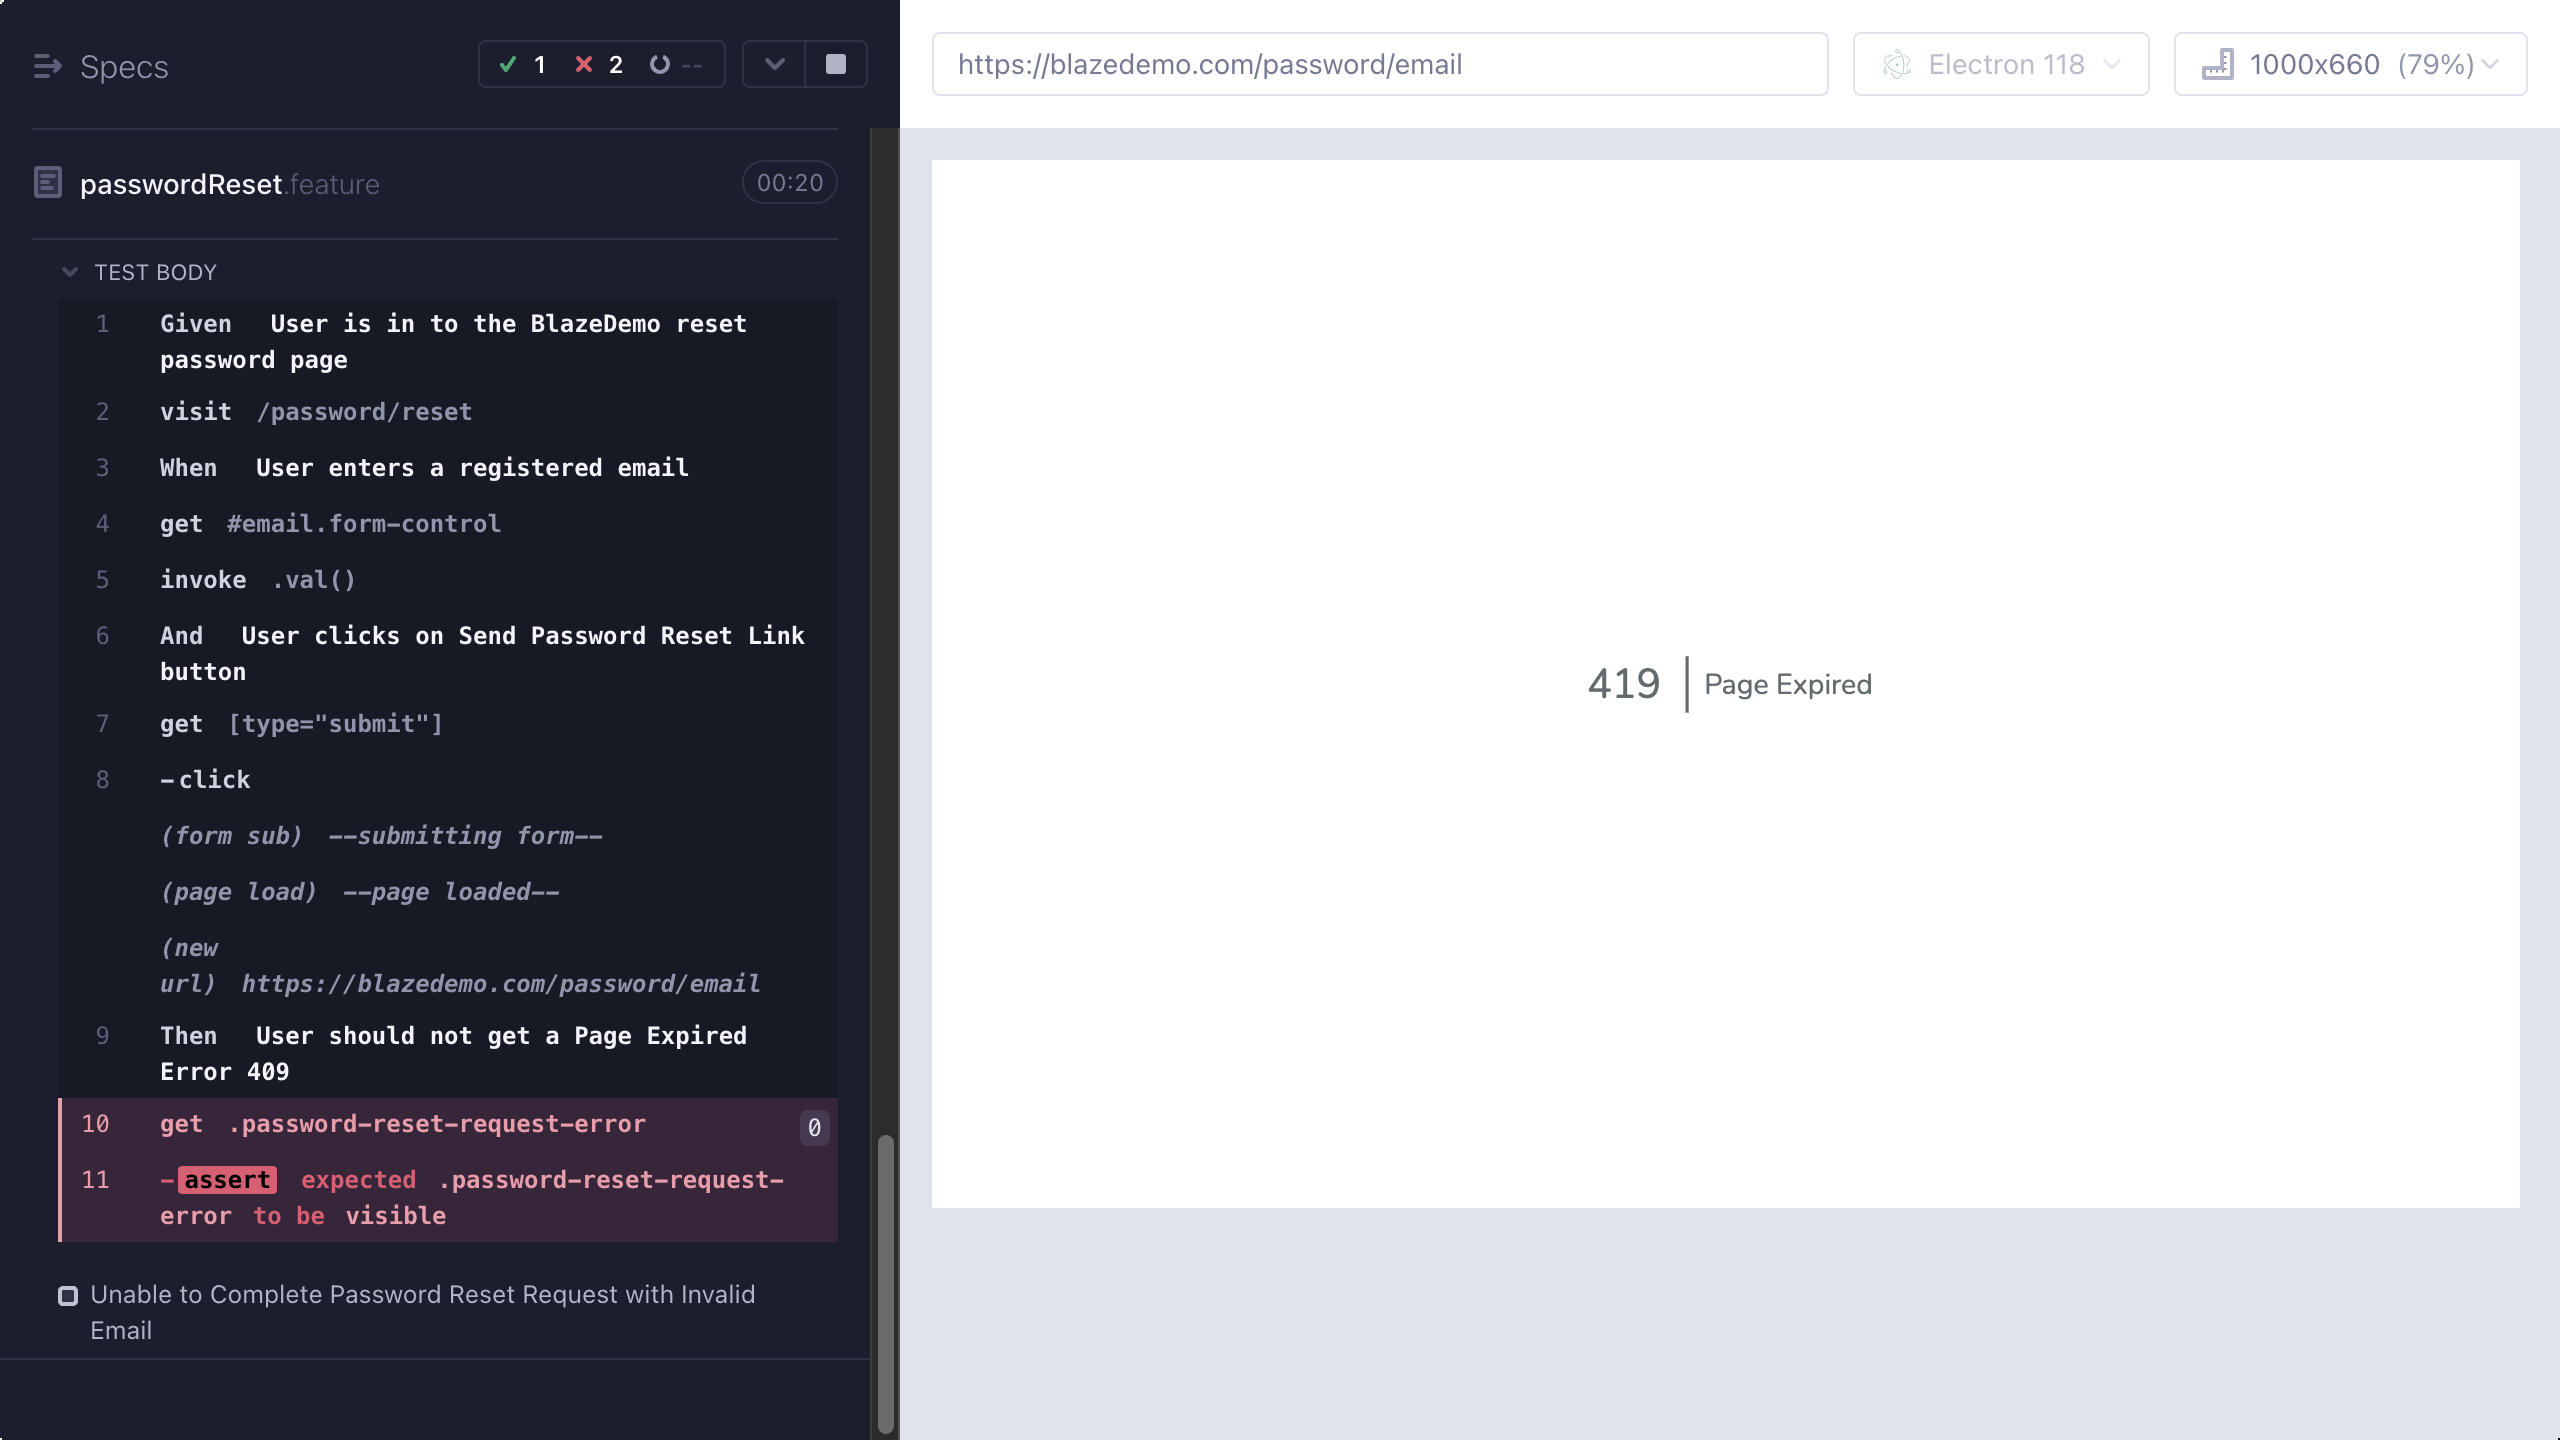 Specs
1 2 --
https://blazedemo.com/password/email
Electron 118
1000x660 (79%)
passwordReset.feature
00:20
TEST BODY
1 Given User is in to the BlazeDemo reset
password page
2 visit /password/reset
3 When User enters a registered email
4 get #email.form-control
5 invoke .val()
6 And User clicks on Send Password Reset Link
button
7 get [type="submit"]
8 -click
(form sub) --submitting form--
(page load) --page loaded--
(new
url) https://blazedemo.com/password/email
9 Then User should not get a Page Expired
Error 409
10 get .password-reset-request-error 0
11 -assert expected .password-reset-request-
error to be visible
Unable to Complete Password Reset Request with Invalid
Email
419 Page Expired